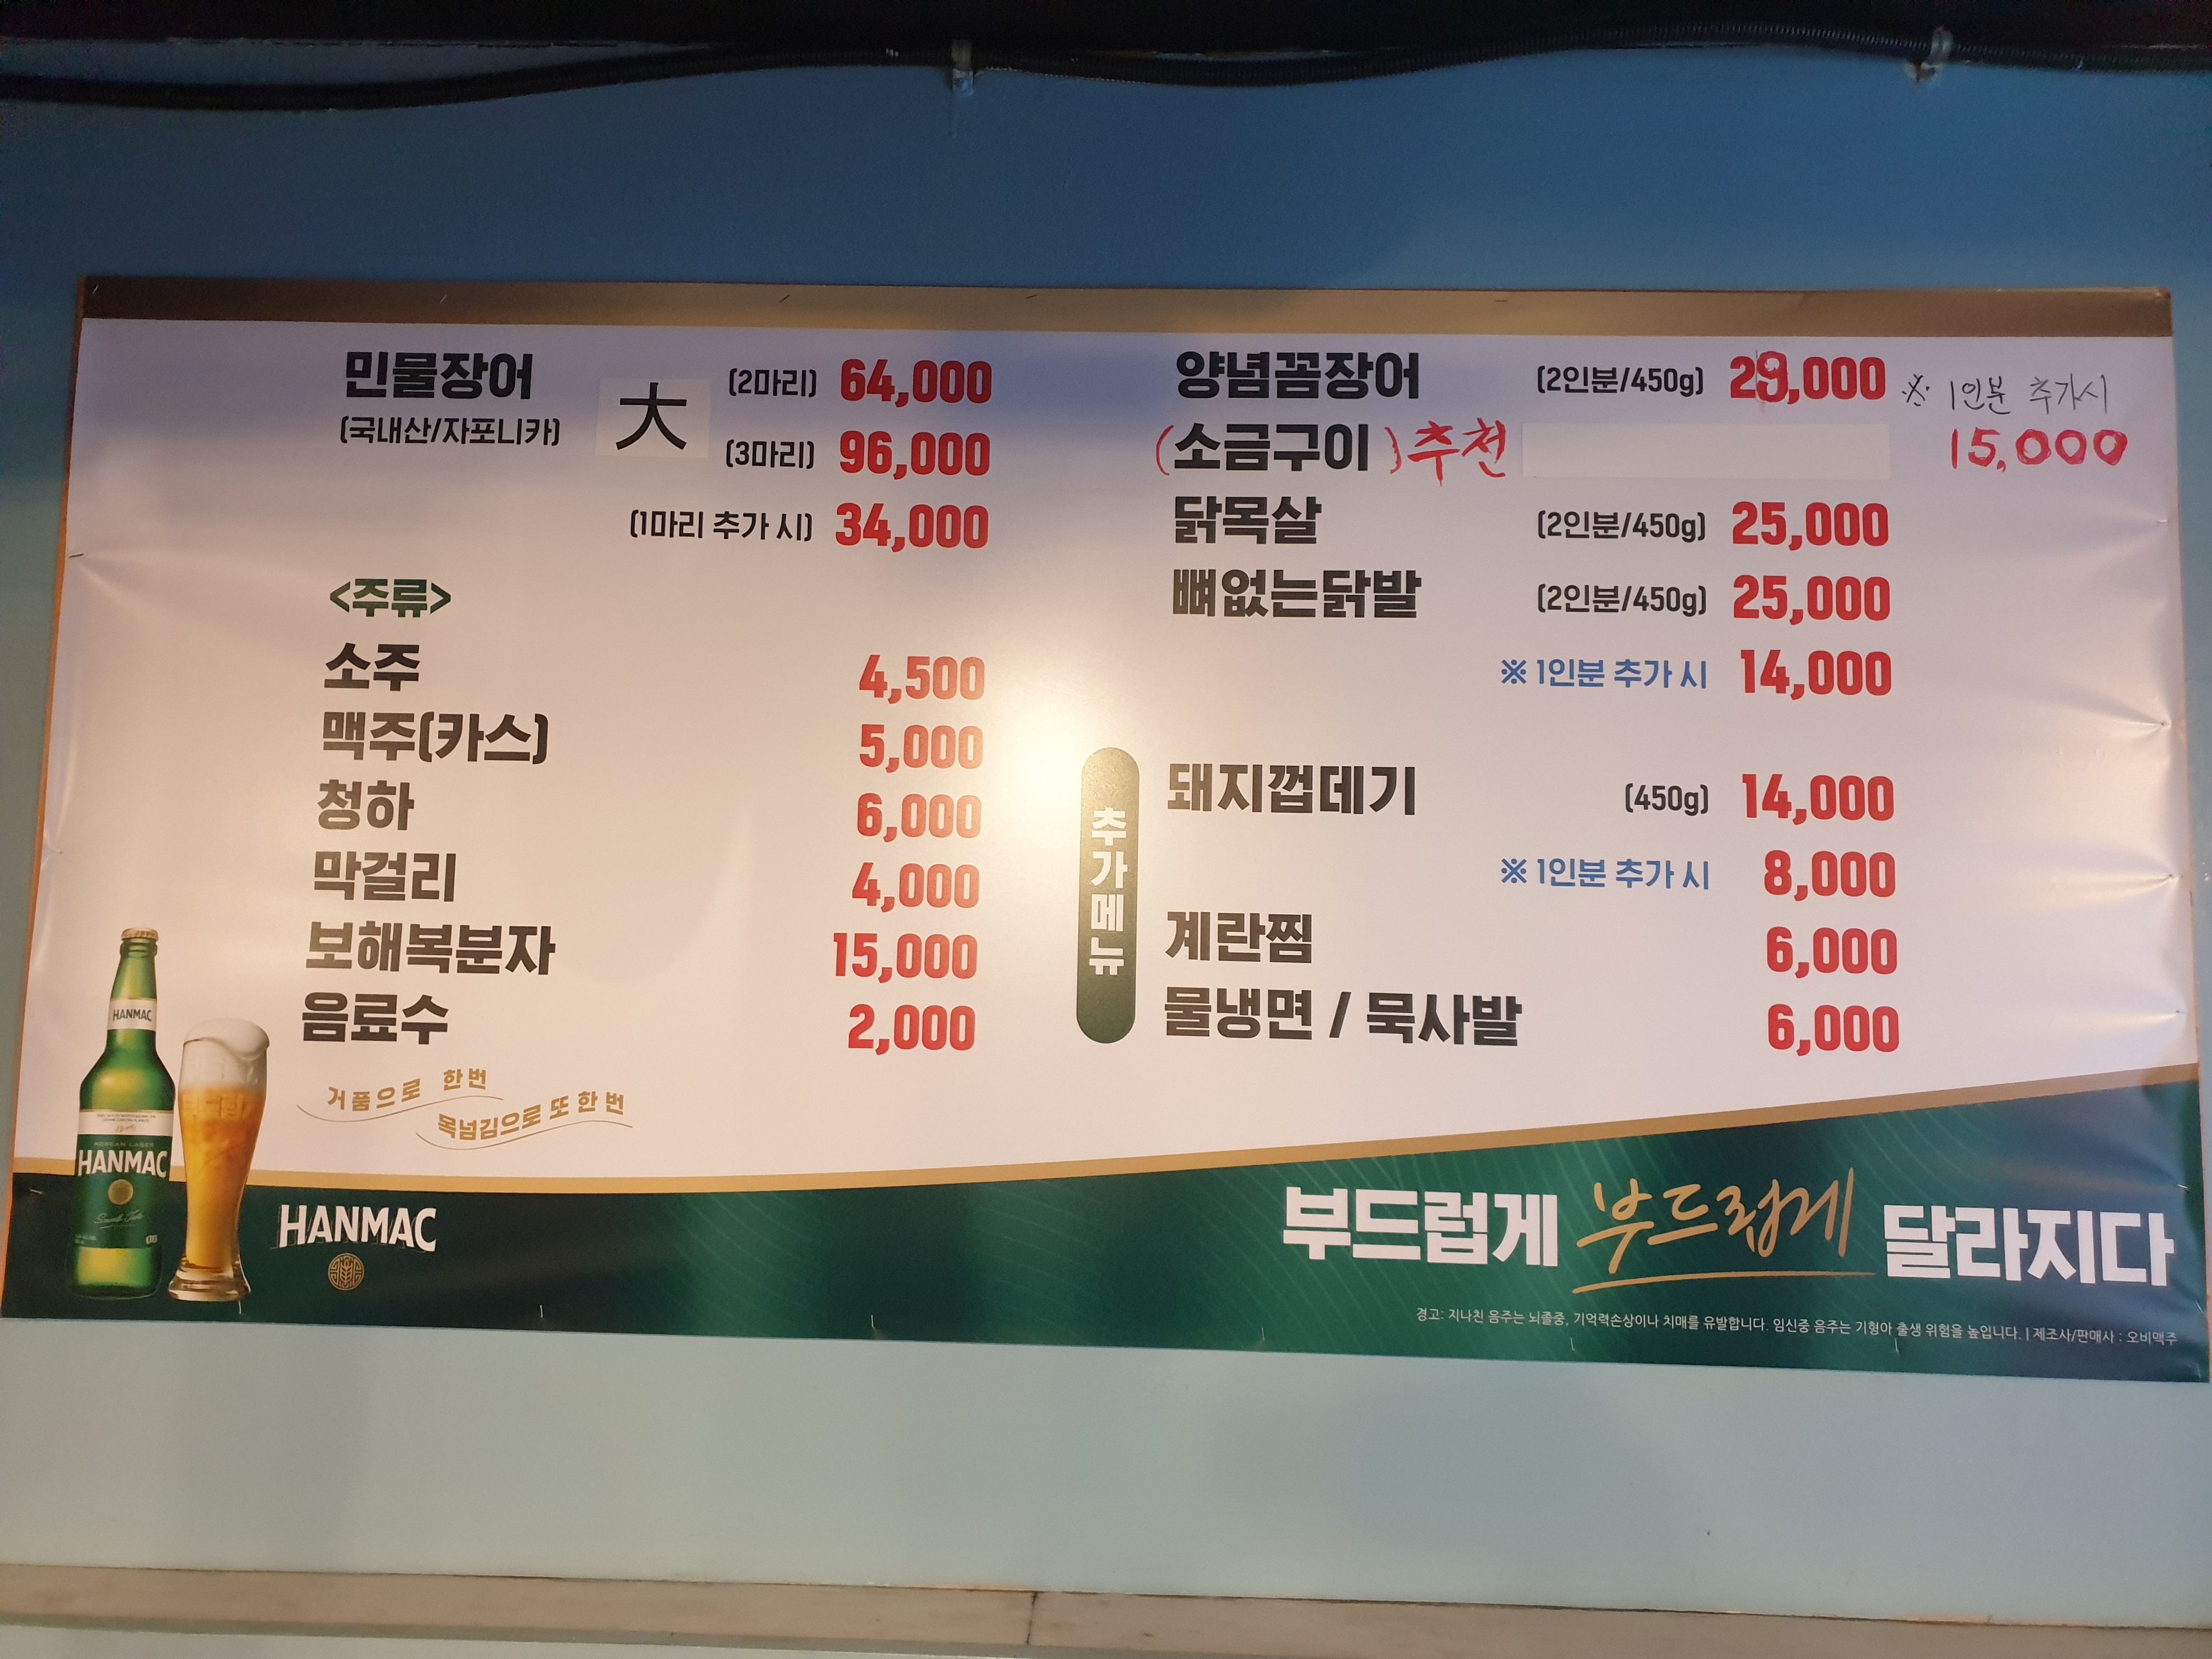 민물장어
(국내산/자포니카)
大
(2마리) 64,000
(3마리) 96,000
(1마리 추가 시) 34,000
<주류>
소주 4,500
맥주(카스) 5,000
청하 6,000
막걸리 4,000
보해복분자 15,000
음료수 2,000
거품으로 한번
목넘김으로 또 한번
양념꼼장어 (2인분/450g) 29,000 ※ 1인분 추가시
(소금구이) 추천 15,000
닭목살 (2인분/450g) 25,000
뼈없는닭발 (2인분/450g) 25,000
※ 1인분 추가 시 14,000
추가메뉴
돼지껍데기 (450g) 14,000
※ 1인분 추가 시 8,000
계란찜 6,000
물냉면 / 묵사발 6,000
HANMAC
KOREAN LAGER
HANMAC
HANMAC
부드럽게 부드럽게 달라지다
경고: 지나친 음주는 뇌졸중, 기억력손상이나 치매를 유발합니다. 임신중 음주는 기형아 출생 위험을 높입니다. | 제조사/판매사 : 오비맥주